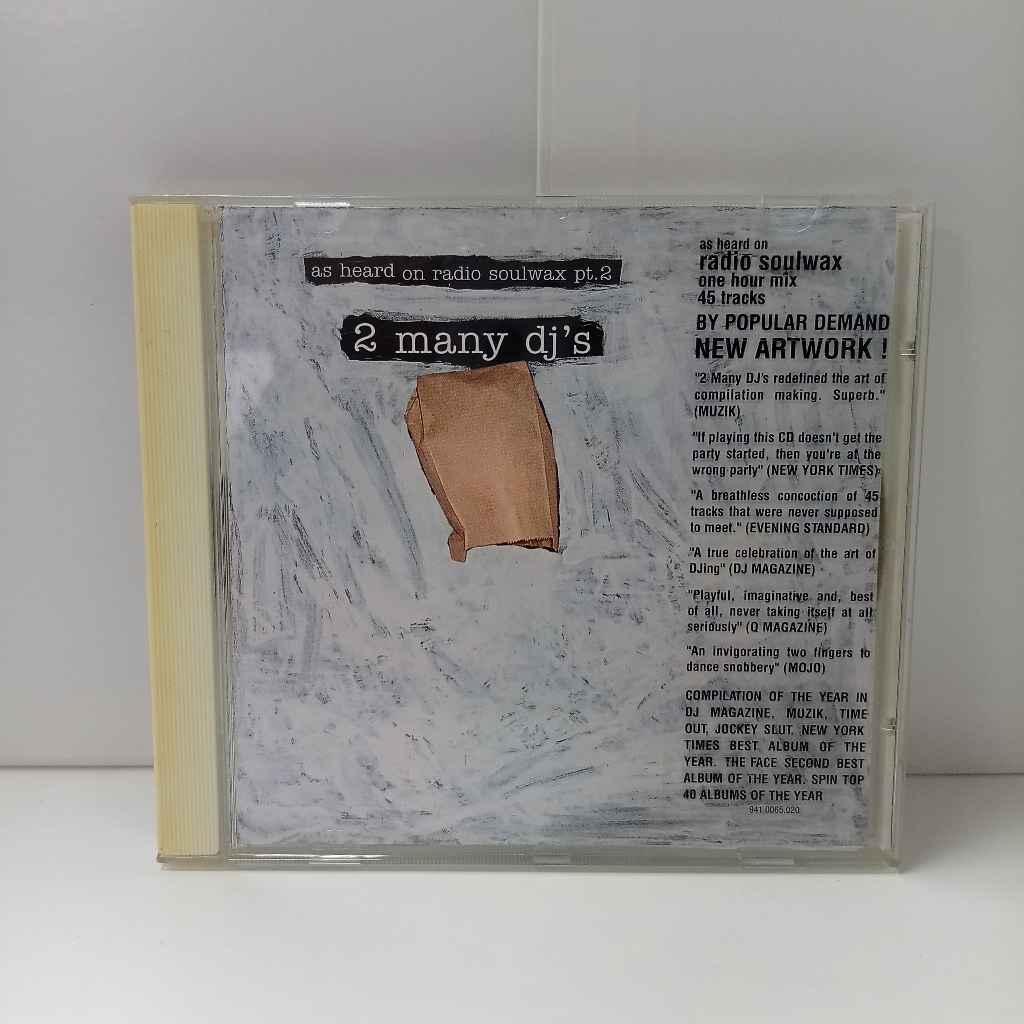 as heard on radio soulwax pt.2
2 many dj's
as heard on
radio soulwax
one hour mix
45 tracks
BY POPULAR DEMAND
NEW ARTWORK !
"2 Many DJ's redefined the art of
compilation making. Superb."
(MUZIK)
"If playing this CD doesn't get the
party started, then you're at the
wrong party" (NEW YORK TIMES)
"A breathless concoction of 45
tracks that were never supposed
to meet." (EVENING STANDARD)
"A true celebration of the art of
DJing" (DJ MAGAZINE)
"Playful, imaginative and, best
of all, never taking itself at all
seriously" (Q MAGAZINE)
"An invigorating two fingers to
dance snobbery" (MOJO)
COMPILATION OF THE YEAR IN
DJ MAGAZINE, MUZIK, TIME
OUT, JOCKEY SLUT. NEW YORK
TIMES BEST ALBUM OF THE
YEAR. THE FACE SECOND BEST
ALBUM OF THE YEAR. SPIN TOP
40 ALBUMS OF THE YEAR
941.0065.020